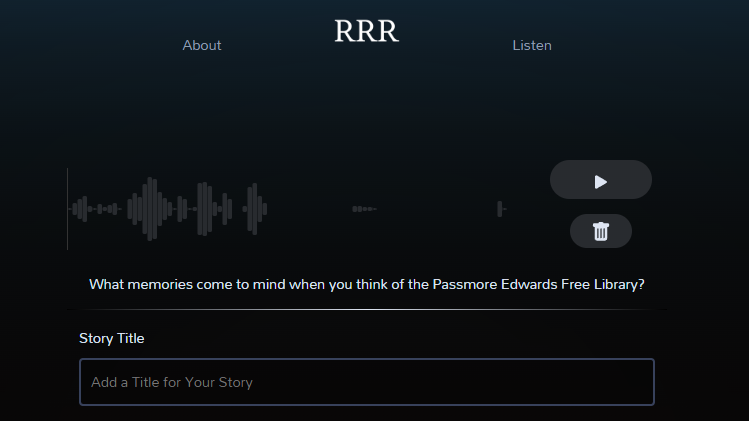 About
RRR
Listen
What memories come to mind when you think of the Passmore Edwards Free Library?
Story Title
Add a Title for Your Story